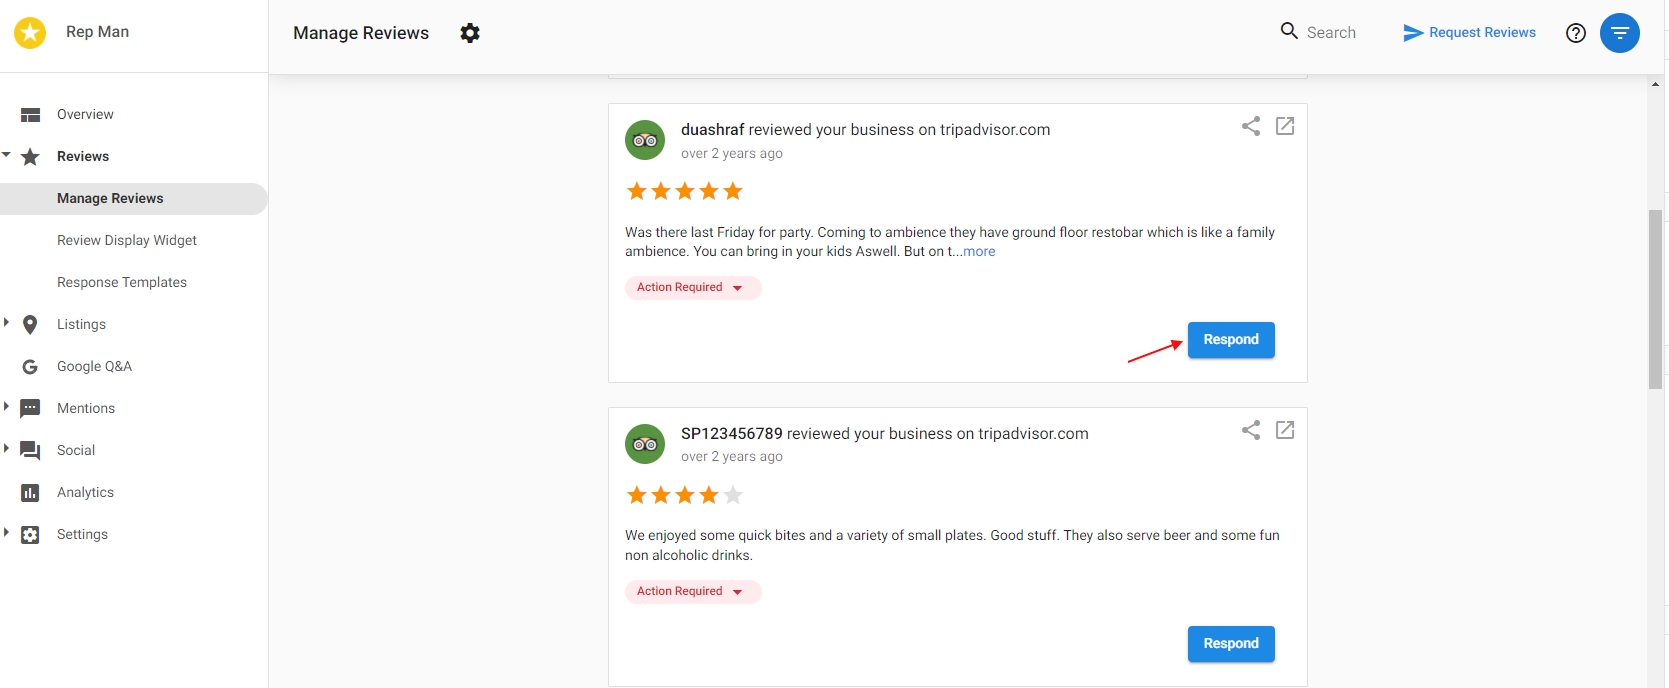 Rep Man
Manage Reviews
Search
Request Reviews
Overview
Reviews
Manage Reviews
Review Display Widget
Response Templates
Listings
Google Q&A
Mentions
Social
Analytics
Settings
duashraf reviewed your business on tripadvisor.com
over 2 years ago
Was there last Friday for party. Coming to ambience they have ground floor restobar which is like a family
ambience. You can bring in your kids Aswell. But on t...more
Action Required
Respond
SP123456789 reviewed your business on tripadvisor.com
over 2 years ago
We enjoyed some quick bites and a variety of small plates. Good stuff. They also serve beer and some fun
non alcoholic drinks.
Action Required
Respond